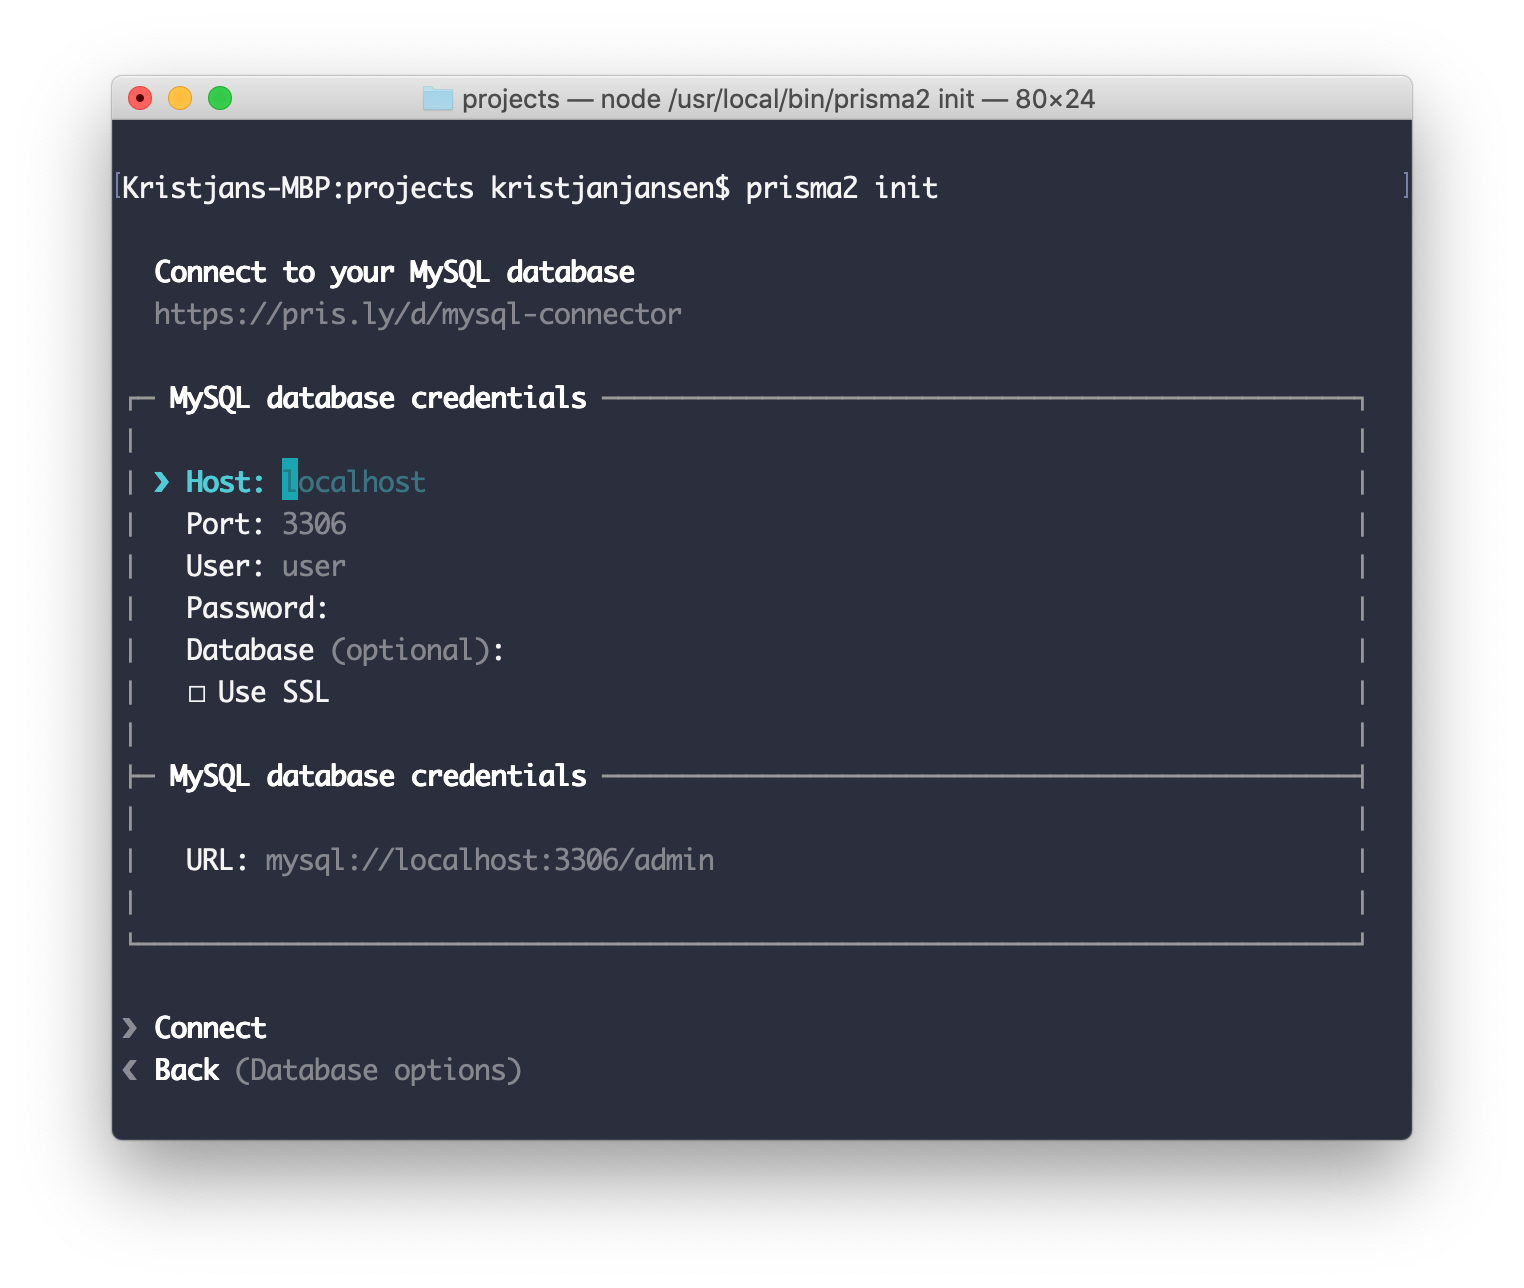 projects — node /usr/local/bin/prisma2 init — 80×24
[Kristjans-MBP:projects kristjanjansen$ prisma2 init ]
Connect to your MySQL database
https://pris.ly/d/mysql-connector
MySQL database credentials
❯ Host: localhost
Port: 3306
User: user
Password:
Database (optional):
☐ Use SSL
MySQL database credentials
URL: mysql://localhost:3306/admin
❯ Connect
❮ Back (Database options)